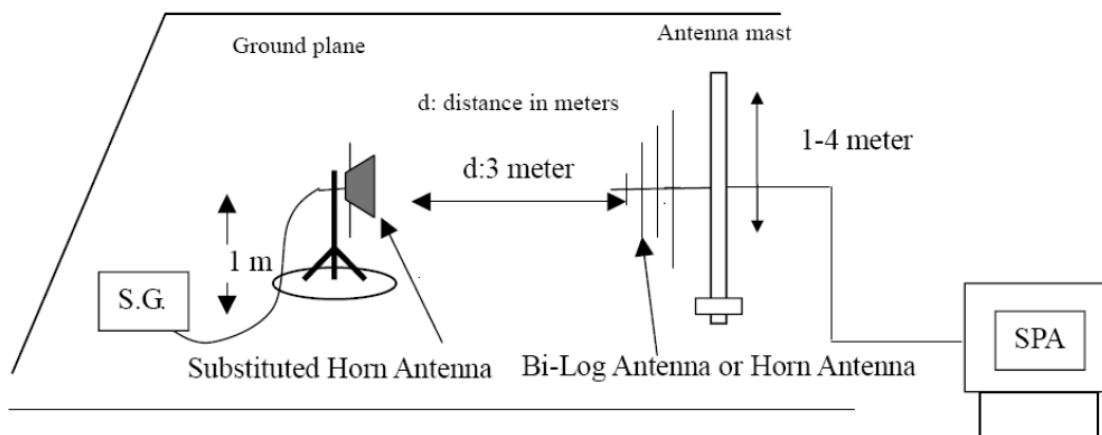 Ground plane
Antenna mast
d: distance in meters
1-4 meter
d:3 meter
1 m
S.G.
SPA
Substituted Horn Antenna
Bi-Log Antenna or Horn Antenna